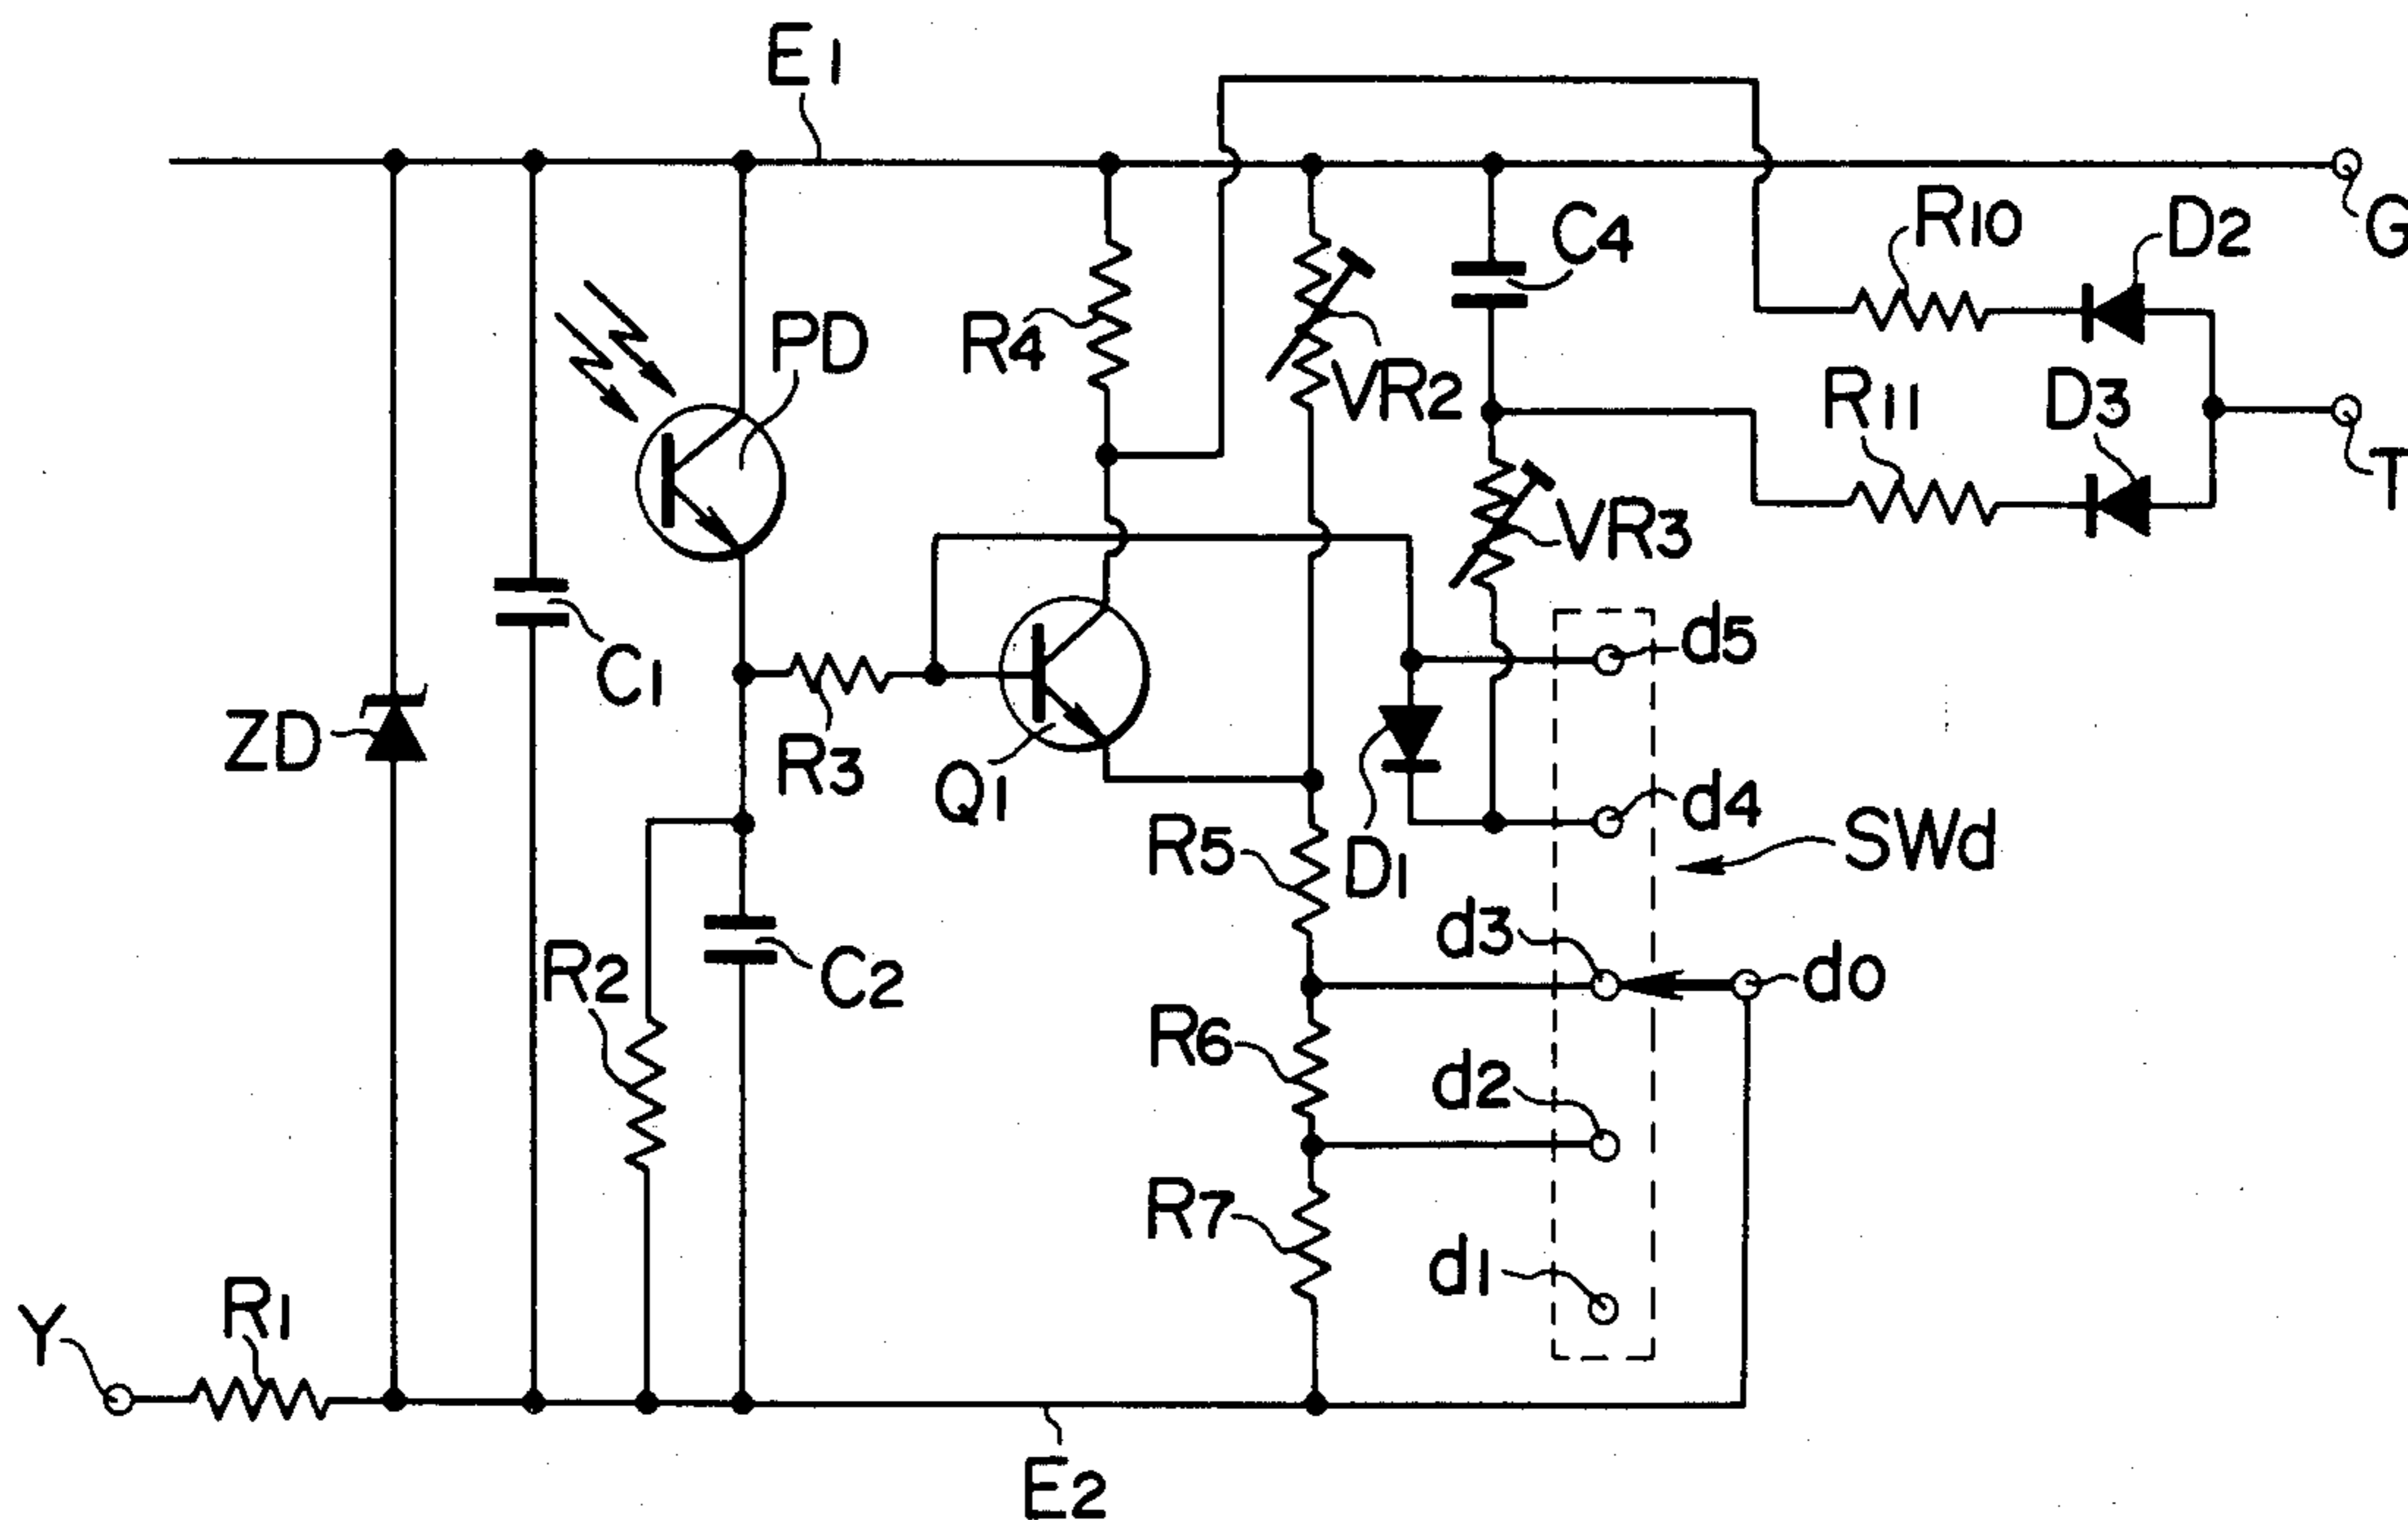 E1
C4
R10
D2
G
PD
R4
VR2
R11
D3
T
VR3
d5
C1
ZD
R3
Q1
R5
D1
d4
SWd
d3
R2
C2
d0
R6
d2
R7
d1
Y
R1
E2